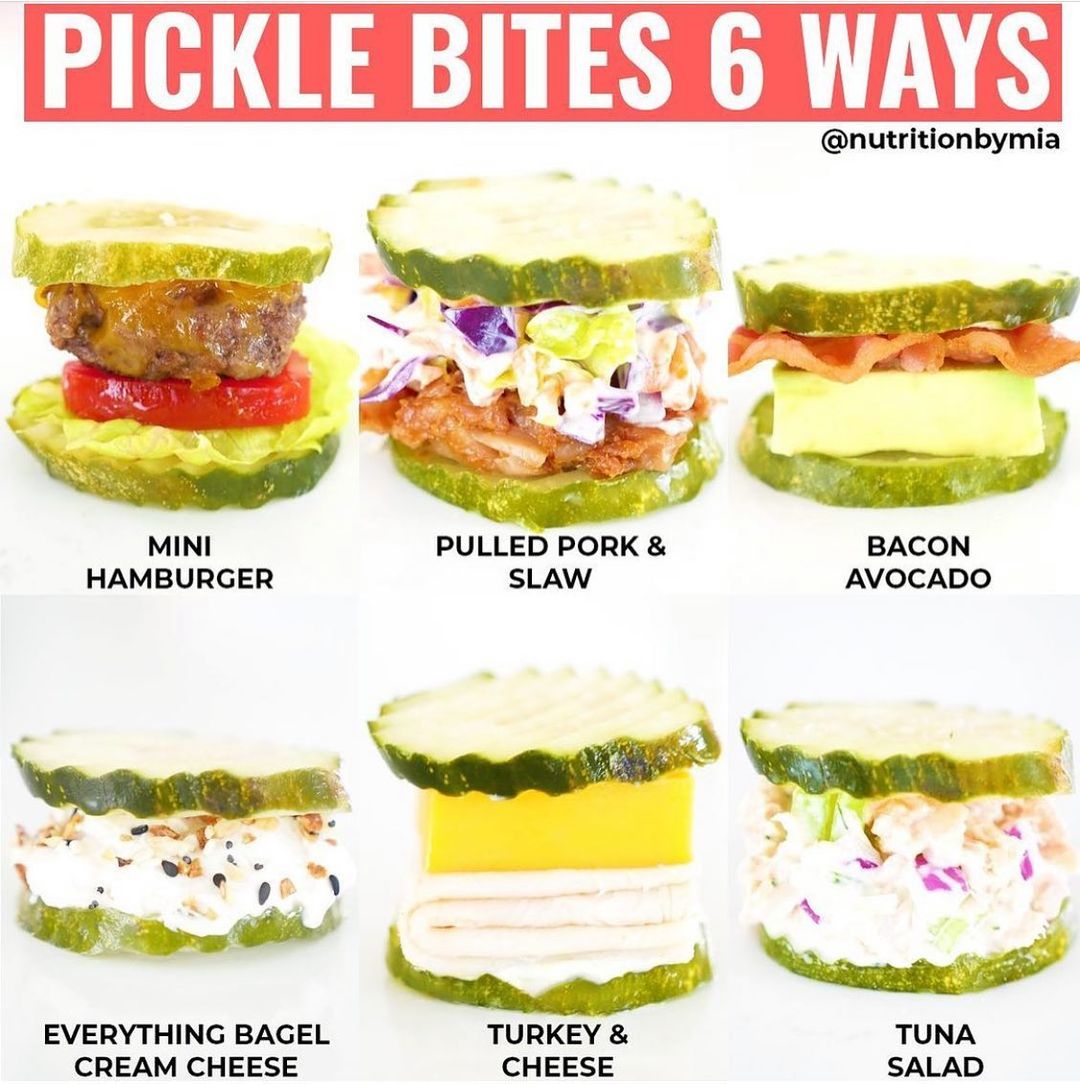 PICKLE BITES 6 WAYS
@nutritionbymia
MINI
HAMBURGER
PULLED PORK &
SLAW
BACON
AVOCADO
EVERYTHING BAGEL
CREAM CHEESE
TURKEY &
CHEESE
TUNA
SALAD